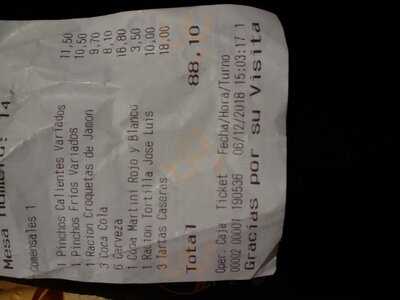 Mesa Número: 14
Comensales 1
1 Pinchos Calientes Variados 11,50
1 Pinchos Frios Variados 10,50
1 Racion Croquetas de Jamon 9,70
3 Coca Cola 8,10
6 Cerveza 16,80
1 Copa Martini Rojo y Blanco 3,50
1 Racion Tortilla Jose Luis 10,00
3 Tartas Caseras 18,00
Total 88,10
Oper Caja Ticket Fecha/Hora/Turno
00002 00001 190536 06/12/2018 15:03:17 1
Gracias por su Visita